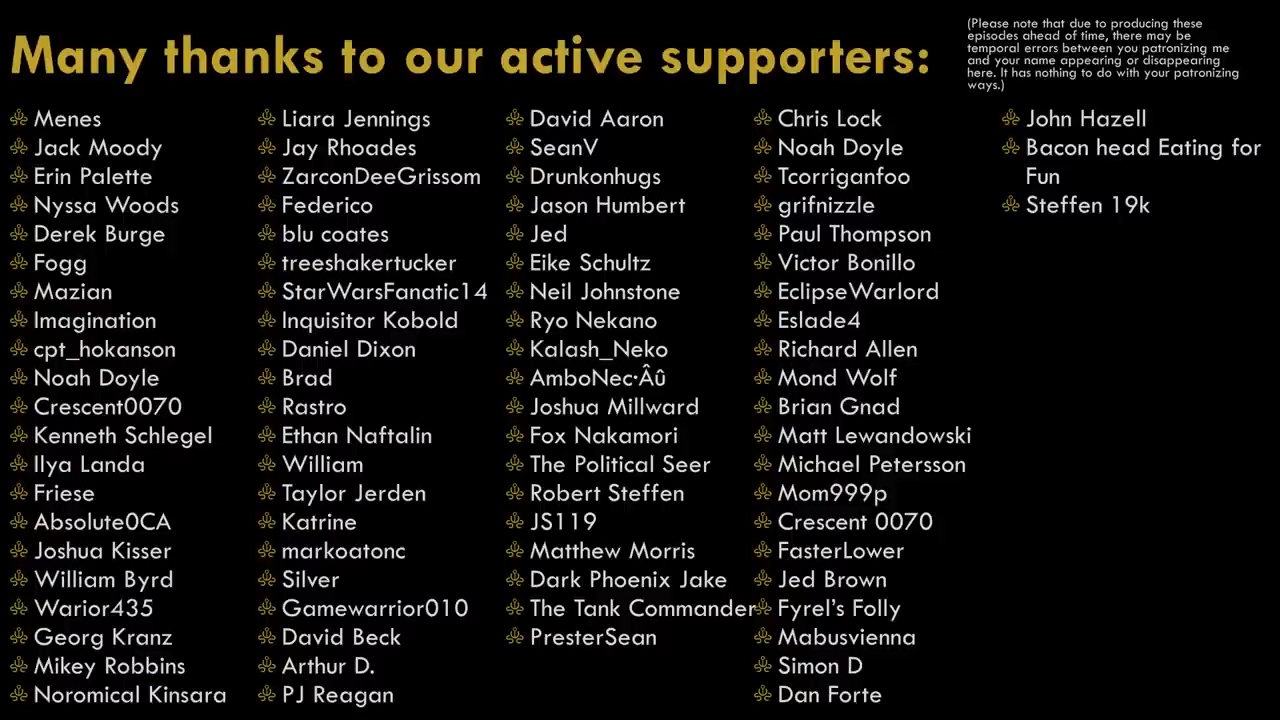 Many thanks to our active supporters:
(Please note that due to producing these
episodes ahead of time, there may be
temporal errors between you patronizing me
and your name appearing or disappearing
here. It has nothing to do with your patronizing
ways.)
Menes
Jack Moody
Erin Palette
Nyssa Woods
Derek Burge
Fogg
Mazian
Imagination
cpt_hokanson
Noah Doyle
Crescent0070
Kenneth Schlegel
Ilya Landa
Friese
Absolute0CA
Joshua Kisser
William Byrd
Warior435
Georg Kranz
Mikey Robbins
Noromical Kinsara
Liara Jennings
Jay Rhoades
ZarconDeeGrissom
Federico
blu coates
treeshakertucker
StarWarsFanatic14
Inquisitor Kobold
Daniel Dixon
Brad
Rastro
Ethan Naftalin
William
Taylor Jerden
Katrine
markoatonc
Silver
Gamewarrior010
David Beck
Arthur D.
PJ Reagan
David Aaron
SeanV
Drunkonhugs
Jason Humbert
Jed
Eike Schultz
Neil Johnstone
Ryo Nekano
Kalash_Neko
AmboNec·Âû
Joshua Millward
Fox Nakamori
The Political Seer
Robert Steffen
JS119
Matthew Morris
Dark Phoenix Jake
The Tank Commander
PresterSean
Chris Lock
Noah Doyle
Tcorriganfoo
grifnizzle
Paul Thompson
Victor Bonillo
EclipseWarlord
Eslade4
Richard Allen
Mond Wolf
Brian Gnad
Matt Lewandowski
Michael Petersson
Mom999p
Crescent 0070
FasterLower
Jed Brown
Fyrel's Folly
Mabusvienna
Simon D
Dan Forte
John Hazell
Bacon head Eating for
Fun
Steffen 19k